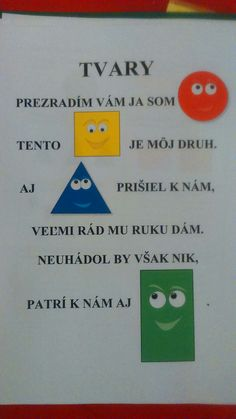 TVARY
PREZRADÍM VÁM JA SOM
TENTO JE MÔJ DRUH.
AJ PRIŠIEL K NÁM,
VEĽMI RÁD MU RUKU DÁM.
NEUHÁDOL BY VŠAK NIK,
PATRÍ K NÁM AJ .